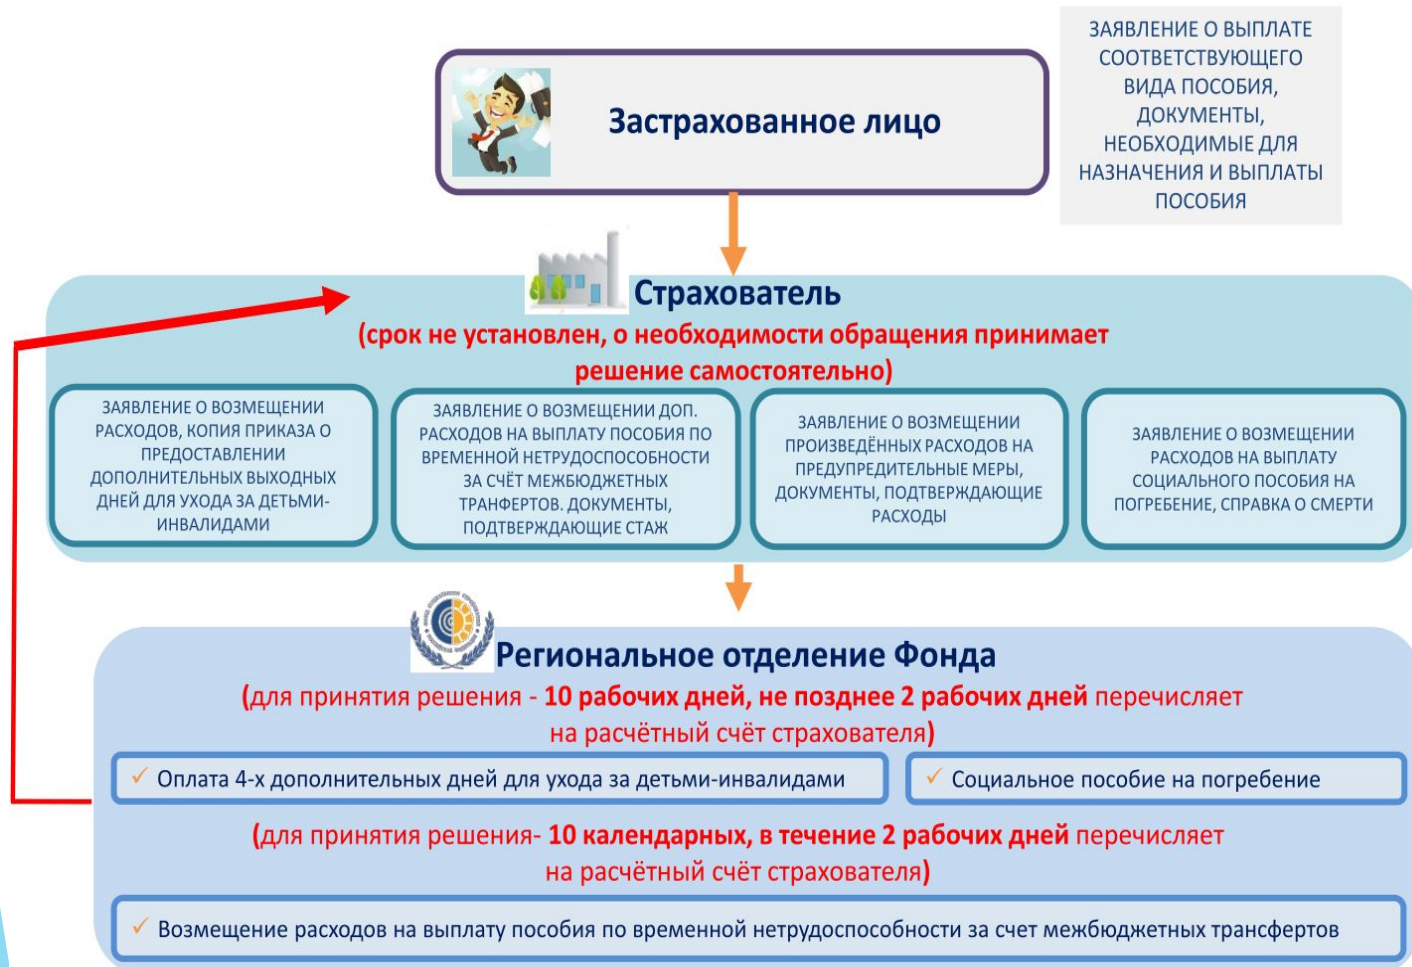 Застрахованное лицо
ЗАЯВЛЕНИЕ О ВЫПЛАТЕ
СООТВЕТСТВУЮЩЕГО
ВИДА ПОСОБИЯ,
ДОКУМЕНТЫ,
НЕОБХОДИМЫЕ ДЛЯ
НАЗНАЧЕНИЯ И ВЫПЛАТЫ
ПОСОБИЯ
Страхователь
(срок не установлен, о необходимости обращения принимает
решение самостоятельно)
ЗАЯВЛЕНИЕ О ВОЗМЕЩЕНИИ
РАСХОДОВ, КОПИЯ ПРИКАЗА О
ПРЕДОСТАВЛЕНИИ
ДОПОЛНИТЕЛЬНЫХ ВЫХОДНЫХ
ДНЕЙ ДЛЯ УХОДА ЗА ДЕТЬМИ-
ИНВАЛИДАМИ
ЗАЯВЛЕНИЕ О ВОЗМЕЩЕНИИ ДОП.
РАСХОДОВ НА ВЫПЛАТУ ПОСОБИЯ ПО
ВРЕМЕННОЙ НЕТРУДОСПОСОБНОСТИ
ЗА СЧЁТ МЕЖБЮДЖЕТНЫХ
ТРАНФЕРТОВ. ДОКУМЕНТЫ,
ПОДТВЕРЖДАЮЩИЕ СТАЖ
ЗАЯВЛЕНИЕ О ВОЗМЕЩЕНИИ
ПРОИЗВЕДЁННЫХ РАСХОДОВ НА
ПРЕДУПРЕДИТЕЛЬНЫЕ МЕРЫ,
ДОКУМЕНТЫ, ПОДТВЕРЖДАЮЩИЕ
РАСХОДЫ
ЗАЯВЛЕНИЕ О ВОЗМЕЩЕНИИ
РАСХОДОВ НА ВЫПЛАТУ
СОЦИАЛЬНОГО ПОСОБИЯ НА
ПОГРЕБЕНИЕ, СПРАВКА О СМЕРТИ
Региональное отделение Фонда
(для принятия решения - 10 рабочих дней, не позднее 2 рабочих дней перечисляет
на расчётный счёт страхователя)
✓ Оплата 4-х дополнительных дней для ухода за детьми-инвалидами
✓ Социальное пособие на погребение
(для принятия решения- 10 календарных, в течение 2 рабочих дней перечисляет
на расчётный счёт страхователя)
✓ Возмещение расходов на выплату пособия по временной нетрудоспособности за счет межбюджетных трансфертов